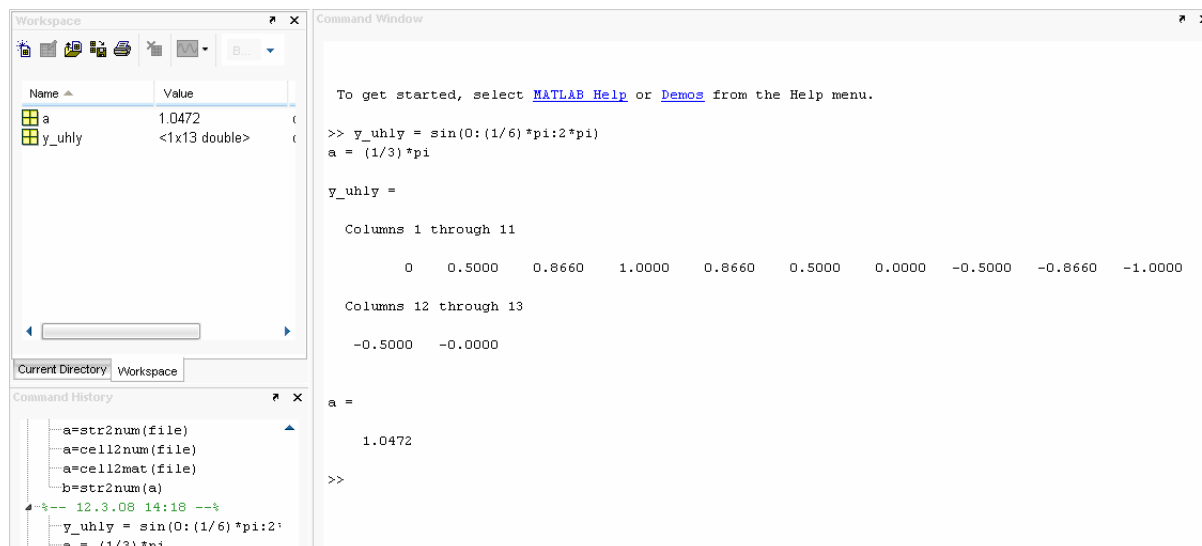 Workspace
B...
Name Value
a 1.0472
y_uhly <1x13 double>
Current Directory Workspace
Command History
a=str2num(file)
a=cell2num(file)
a=cell2mat(file)
b=str2num(a)
%-- 12.3.08 14:18 --%
y_uhly = sin(0:(1/6)*pi:2
a = (1/3)*pi
Command Window
To get started, select MATLAB Help or Demos from the Help menu.
>> y_uhly = sin(0:(1/6)*pi:2*pi)
a = (1/3)*pi
y_uhly =
Columns 1 through 11
0 0.5000 0.8660 1.0000 0.8660 0.5000 0.0000 -0.5000 -0.8660 -1.0000
Columns 12 through 13
-0.5000 -0.0000
a =
1.0472
>>